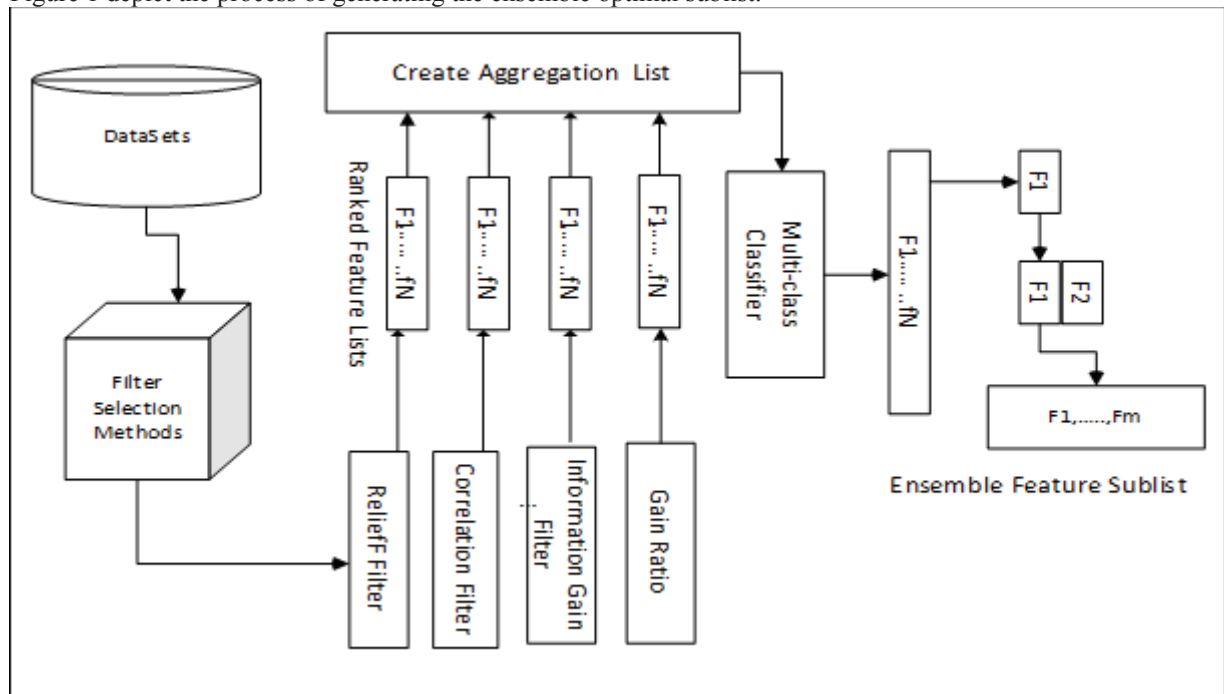 Figure 1 depict the process of generating the ensemble optimal sublist.
Create Aggregation List
DataSets
Ranked Feature Lists
F1..... ..fN
F1..... ..fN
F1..... ..fN
F1..... ..fN
Multi-class
Classifier
F1..... ..fN
F1
F1
F2
F1,.....,Fm
Ensemble Feature Sublist
Filter
Selection
Methods
ReliefF Filter
Correlation Filter
Information Gain
Filter
Gain Ratio